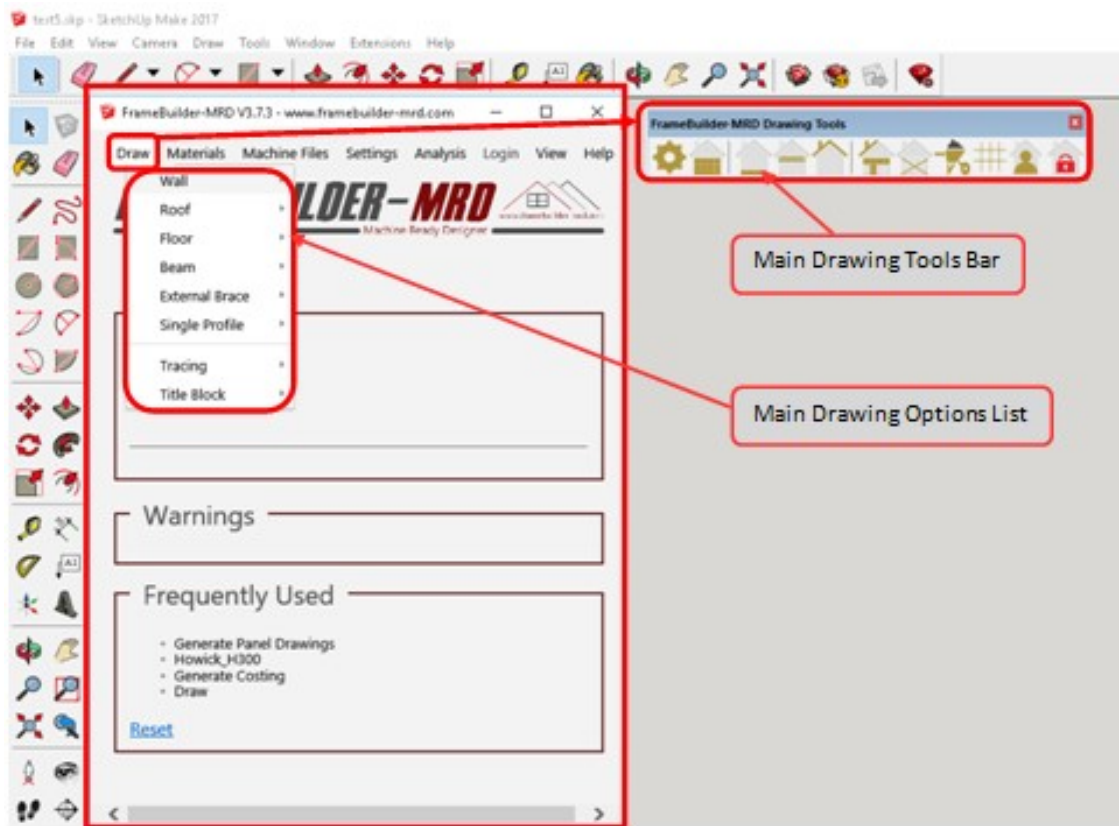 text5.skp - SketchUp Make 2017
File Edit View Camera Draw Tools Window Extensions Help
FrameBuilder-MRD V3.7.3 - www.framebuilder-mrd.com
FrameBuilder-MRD Drawing Tools
Draw Materials Machine Files Settings Analysis Login View Help
Wall
Roof
Floor
Beam
External Brace
Single Profile
Tracing
Title Block
ILDER-MRD
Machine Ready Designer
Main Drawing Tools Bar
Main Drawing Options List
Warnings
Frequently Used
Generate Panel Drawings
Howick_H300
Generate Costing
Draw
Reset